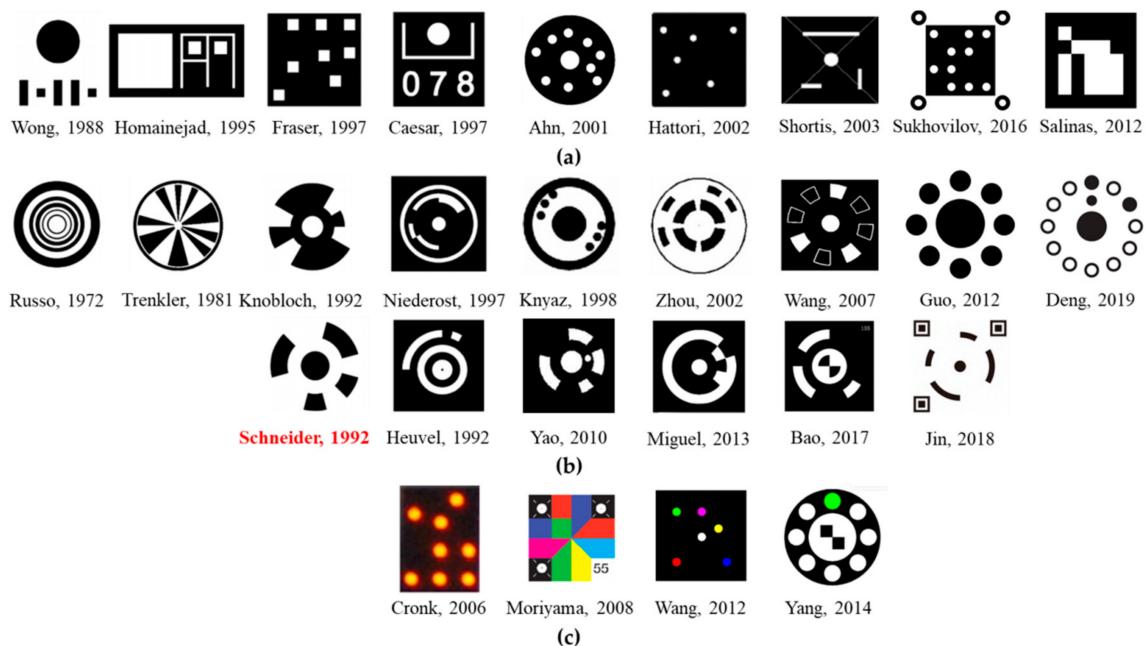 078
Wong, 1988 Homainejad, 1995 Fraser, 1997 Caesar, 1997 Ahn, 2001 Hattori, 2002 Shortis, 2003 Sukhovilov, 2016 Salinas, 2012
(a)
Russo, 1972 Trenkler, 1981 Knobloch, 1992 Niederost, 1997 Knyaz, 1998 Zhou, 2002 Wang, 2007 Guo, 2012 Deng, 2019
Schneider, 1992 Heuvel, 1992 Yao, 2010 Miguel, 2013 Bao, 2017 Jin, 2018
(b)
55
Cronk, 2006 Moriyama, 2008 Wang, 2012 Yang, 2014
(c)